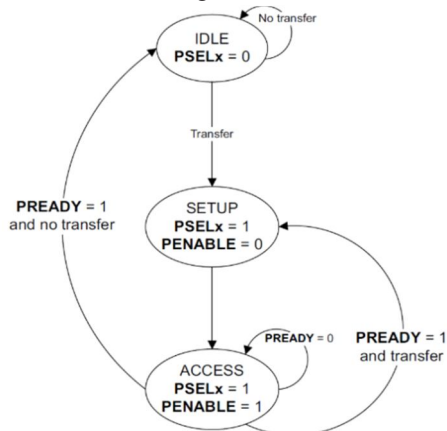 No transfer
IDLE
PSELx = 0
Transfer
SETUP
PSELx = 1
PENABLE = 0
PREADY = 1
and no transfer
PREADY = 0
PREADY = 1
and transfer
ACCESS
PSELx = 1
PENABLE = 1